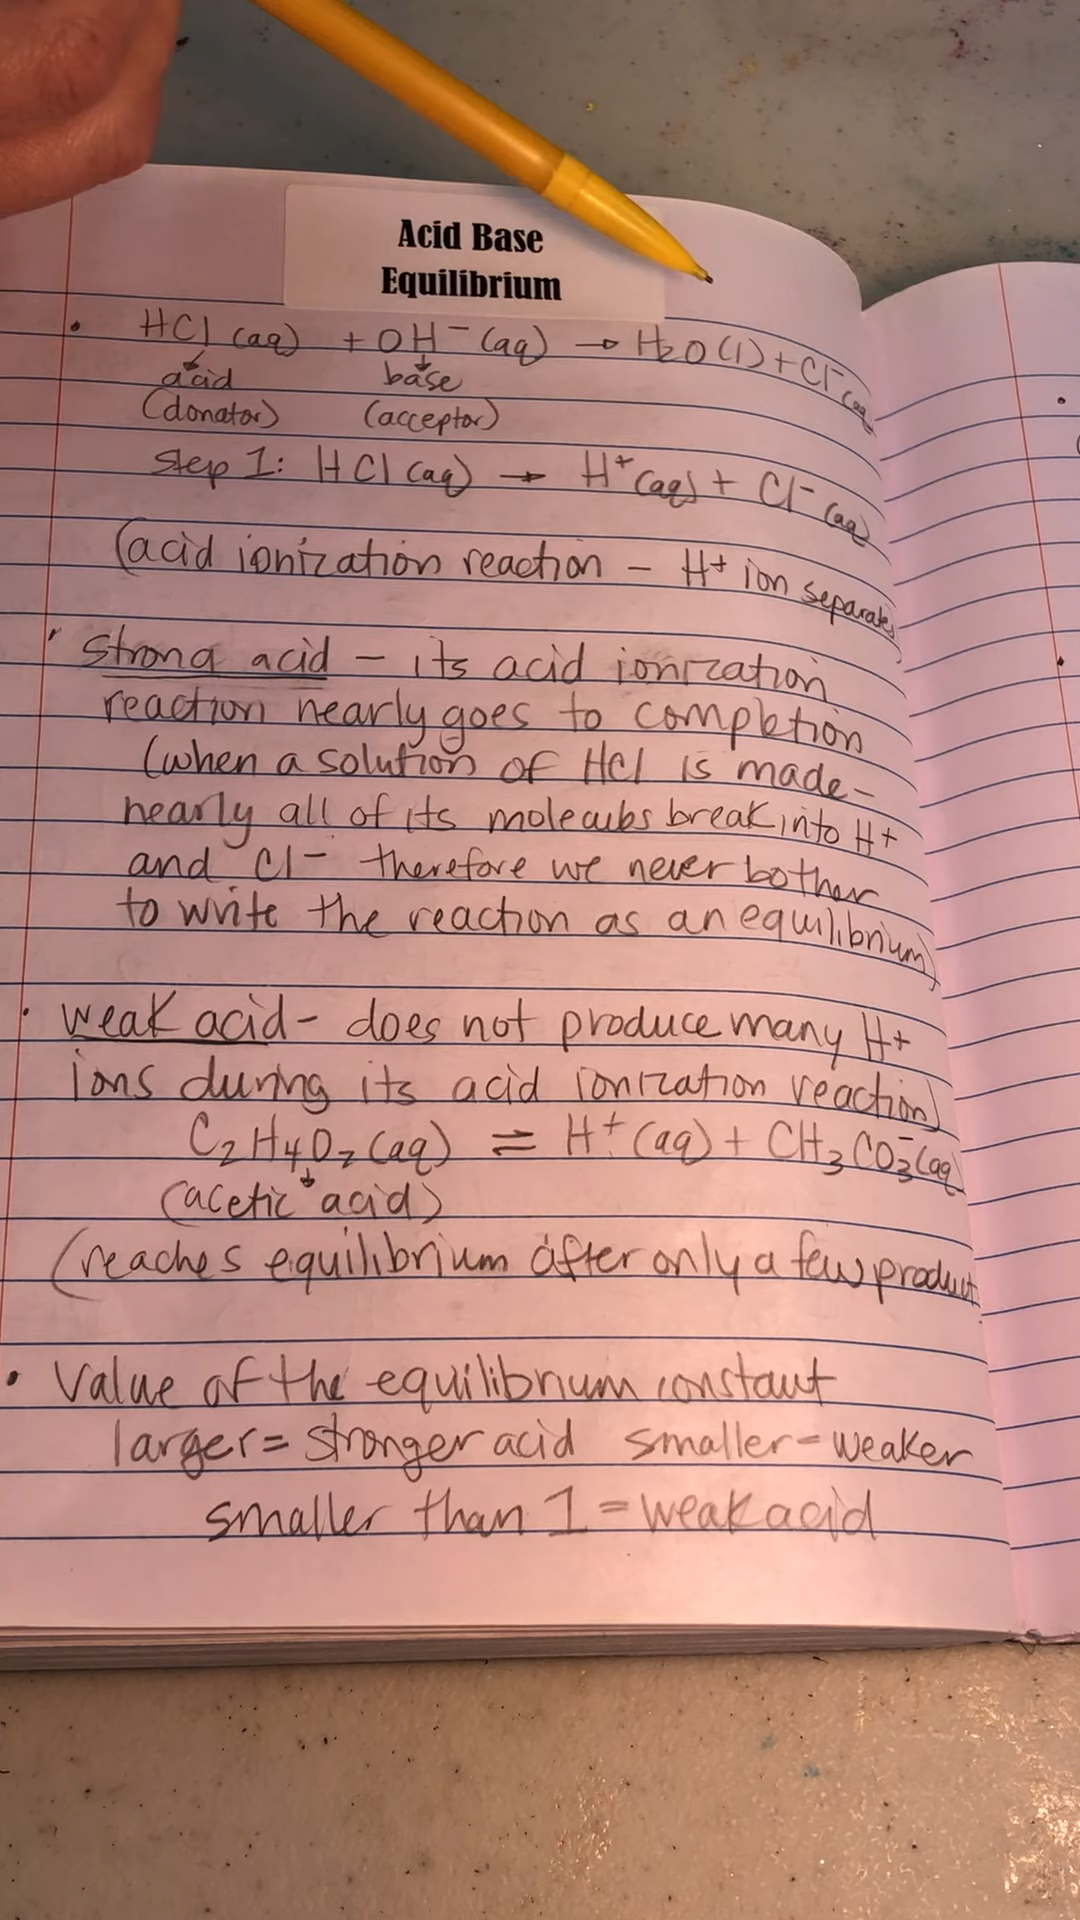 Acid Base
Equilibrium
• HCl (aq) + OH⁻ (aq) → H₂O (l) + Cl⁻ (aq)
acid base
(donator) (acceptor)
Step 1: HCl (aq) → H⁺ (aq) + Cl⁻ (aq)
(acid ionization reaction – H⁺ ion separates
• strong acid – its acid ionization
reaction nearly goes to completion
(when a solution of HCl is made –
nearly all of its molecules break into H+
and Cl– therefore we never bother
to write the reaction as an equilibrium)
• weak acid – does not produce many H+
ions during its acid ionization reaction)
C₂H₄O₂ (aq) ⇌ H⁺ (aq) + CH₃CO₃⁻ (aq)
(acetic acid)
(reaches equilibrium after only a few product
• Value of the equilibrium constant
larger = stronger acid smaller = weaker
smaller than 1 = weak acid